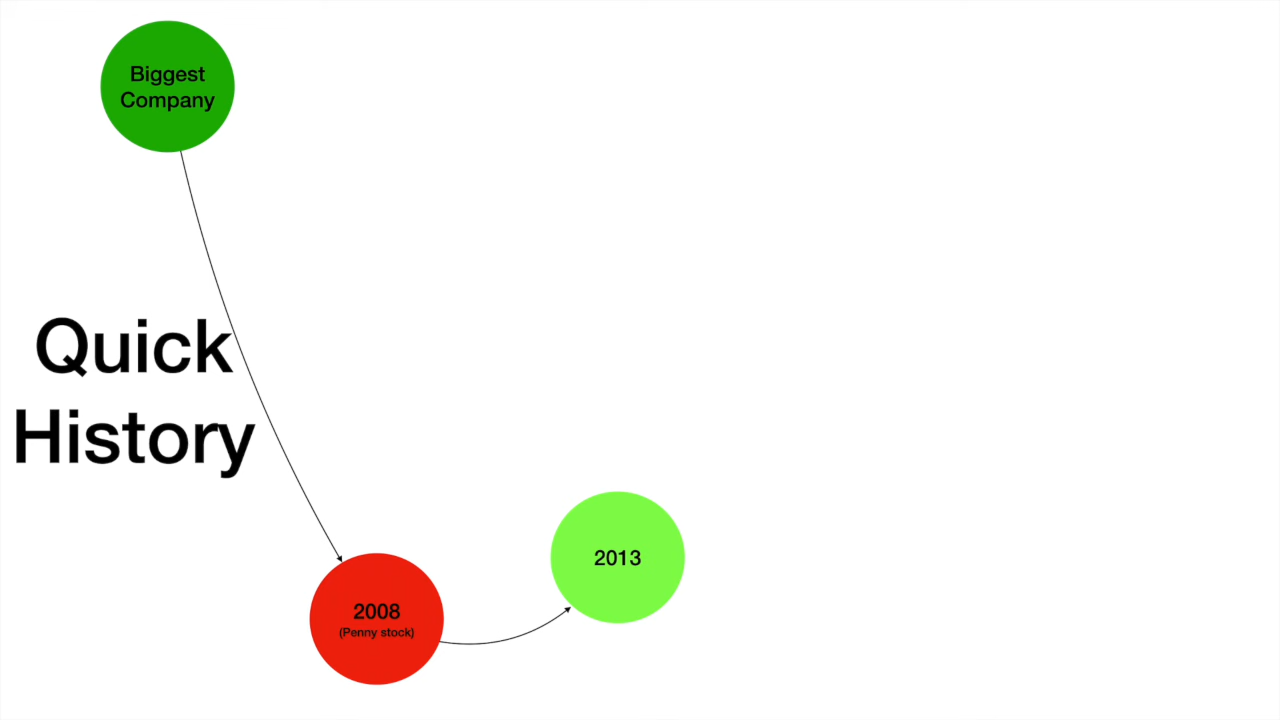 Biggest
Company
Quick
History
2013
2008
(Penny stock)